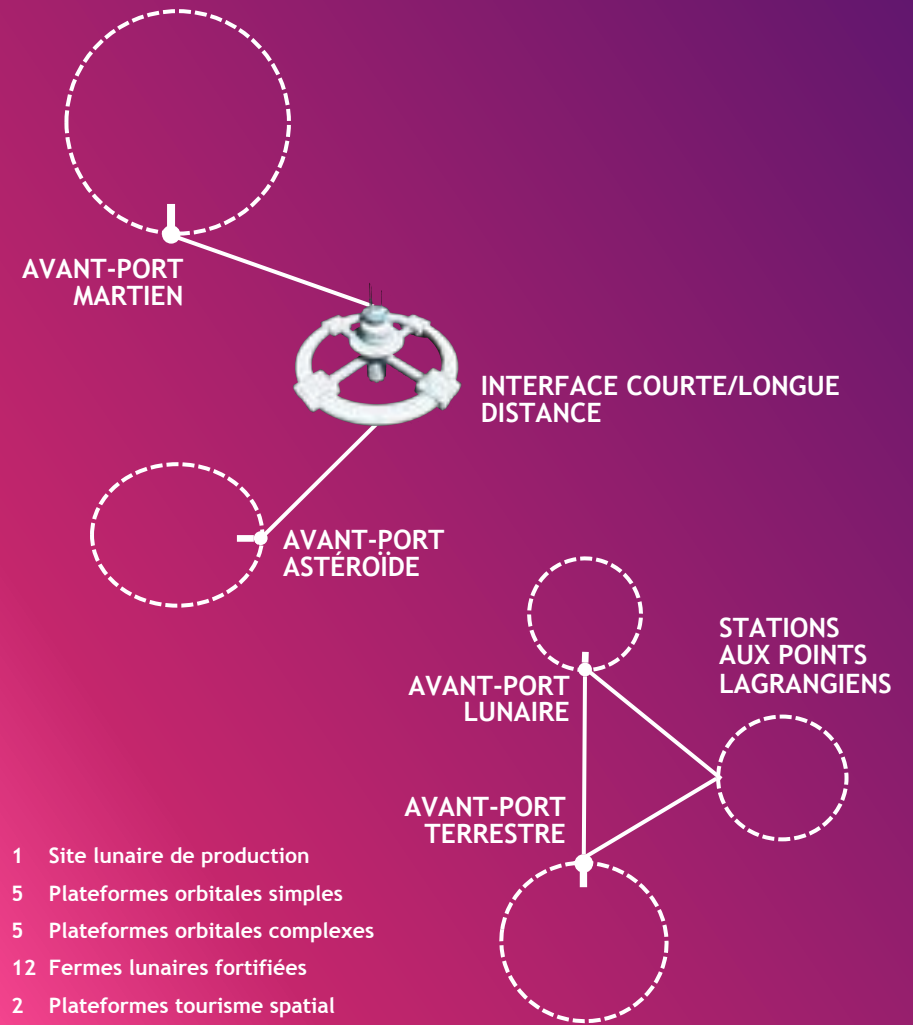 AVANT-PORT
MARTIEN
INTERFACE COURTE/LONGUE
DISTANCE
AVANT-PORT
ASTÉROÏDE
STATIONS
AUX POINTS
LAGRANGIENS
AVANT-PORT
LUNAIRE
AVANT-PORT
TERRESTRE
1 Site lunaire de production
5 Plateformes orbitales simples
5 Plateformes orbitales complexes
12 Fermes lunaires fortifiées
2 Plateformes tourisme spatial